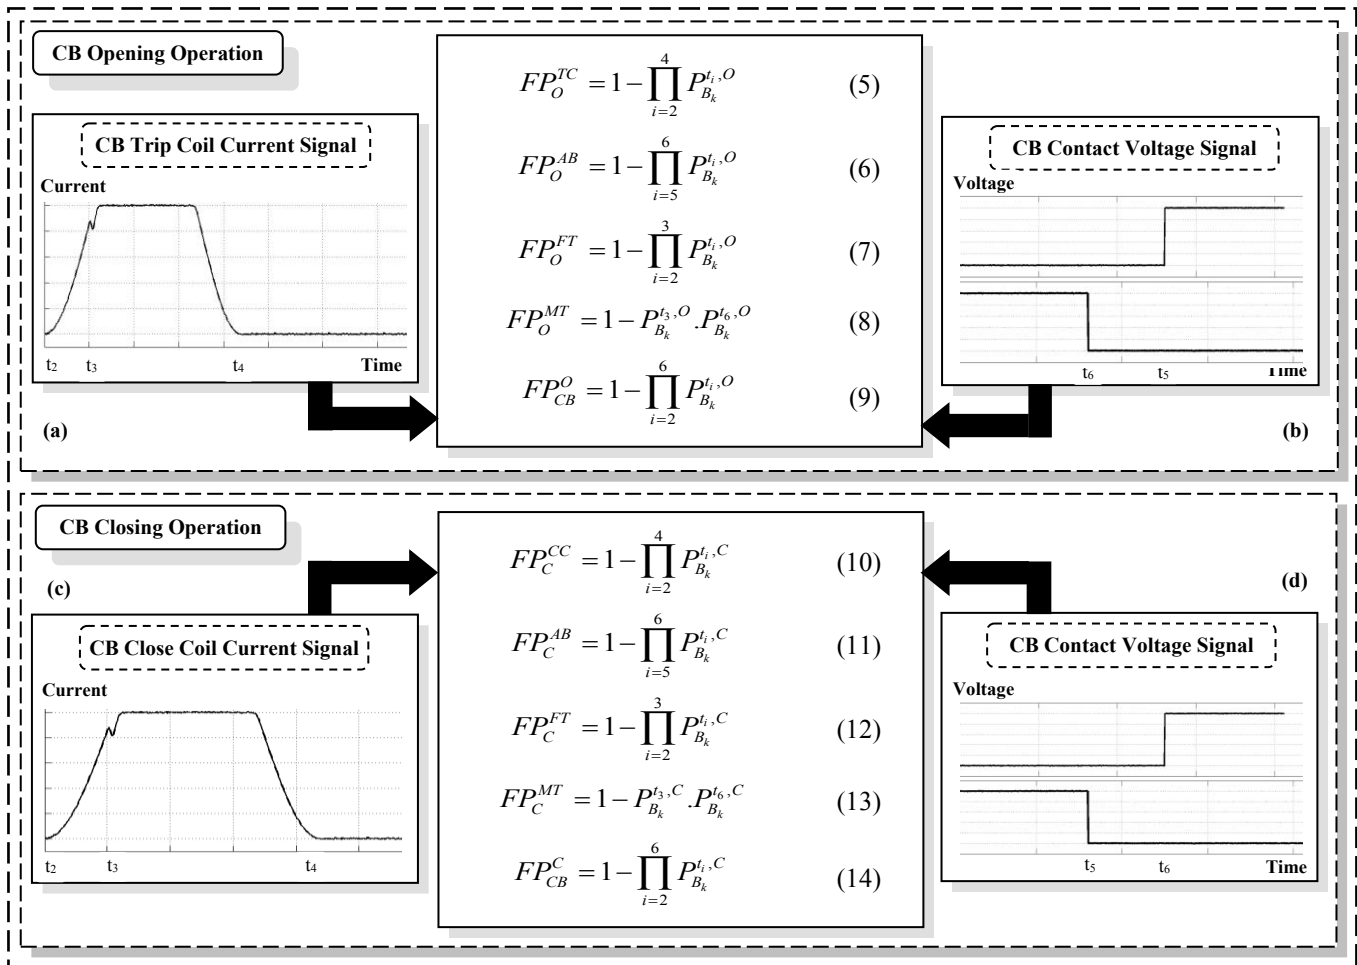 CB Opening Operation
CB Trip Coil Current Signal
Current
t₂ t₃ t₄ Time
(a)
FP_O^{TC} = 1 − ∏_{i=2}^{4} P_{B_k}^{t_i,O} (5)
FP_O^{AB} = 1 − ∏_{i=5}^{6} P_{B_k}^{t_i,O} (6)
FP_O^{FT} = 1 − ∏_{i=2}^{3} P_{B_k}^{t_i,O} (7)
FP_O^{MT} = 1 − P_{B_k}^{t_3,O} . P_{B_k}^{t_6,O} (8)
FP_{CB}^{O} = 1 − ∏_{i=2}^{6} P_{B_k}^{t_i,O} (9)
CB Contact Voltage Signal
Voltage
t₆ t₅ Time
(b)
CB Closing Operation
(c)
CB Close Coil Current Signal
Current
t₂ t₃ t₄
FP_C^{CC} = 1 − ∏_{i=2}^{4} P_{B_k}^{t_i,C} (10)
FP_C^{AB} = 1 − ∏_{i=5}^{6} P_{B_k}^{t_i,C} (11)
FP_C^{FT} = 1 − ∏_{i=2}^{3} P_{B_k}^{t_i,C} (12)
FP_C^{MT} = 1 − P_{B_k}^{t_3,C} . P_{B_k}^{t_6,C} (13)
FP_{CB}^{C} = 1 − ∏_{i=2}^{6} P_{B_k}^{t_i,C} (14)
(d)
CB Contact Voltage Signal
Voltage
t₅ t₆ Time